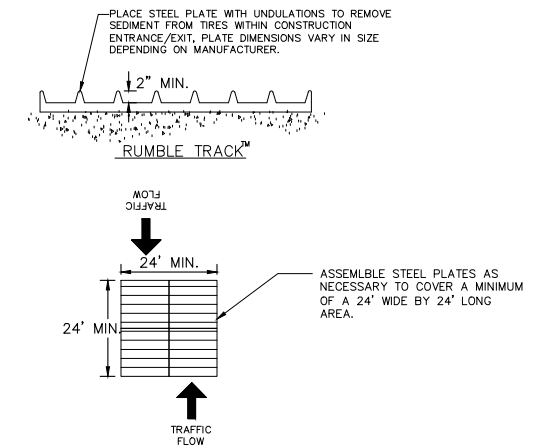 PLACE STEEL PLATE WITH UNDULATIONS TO REMOVE
SEDIMENT FROM TIRES WITHIN CONSTRUCTION
ENTRANCE/EXIT, PLATE DIMENSIONS VARY IN SIZE
DEPENDING ON MANUFACTURER.
2" MIN.
RUMBLE TRACK™
TRAFFIC
FLOW
24' MIN.
24' MIN.
ASSEMLBLE STEEL PLATES AS
NECESSARY TO COVER A MINIMUM
OF A 24' WIDE BY 24' LONG
AREA.
TRAFFIC
FLOW